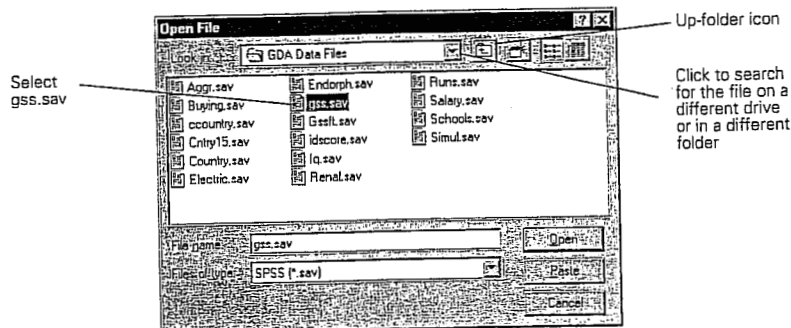 Open File
Look in:
GDA Data Files
Up-folder icon
Click to search
for the file on a
different drive
or in a different
folder
Select
gss.sav
Aggr.sav
Buying.sav
ccountry.sav
Cntry15.sav
Country.sav
Electric.sav
Endorph.sav
gss.sav
Gssft.sav
idscore.sav
Iq.sav
Renal.sav
Runs.sav
Salary.sav
Schools.sav
Simul.sav
File name:
gss.sav
Open
Files of type:
SPSS (*.sav)
Paste
Cancel